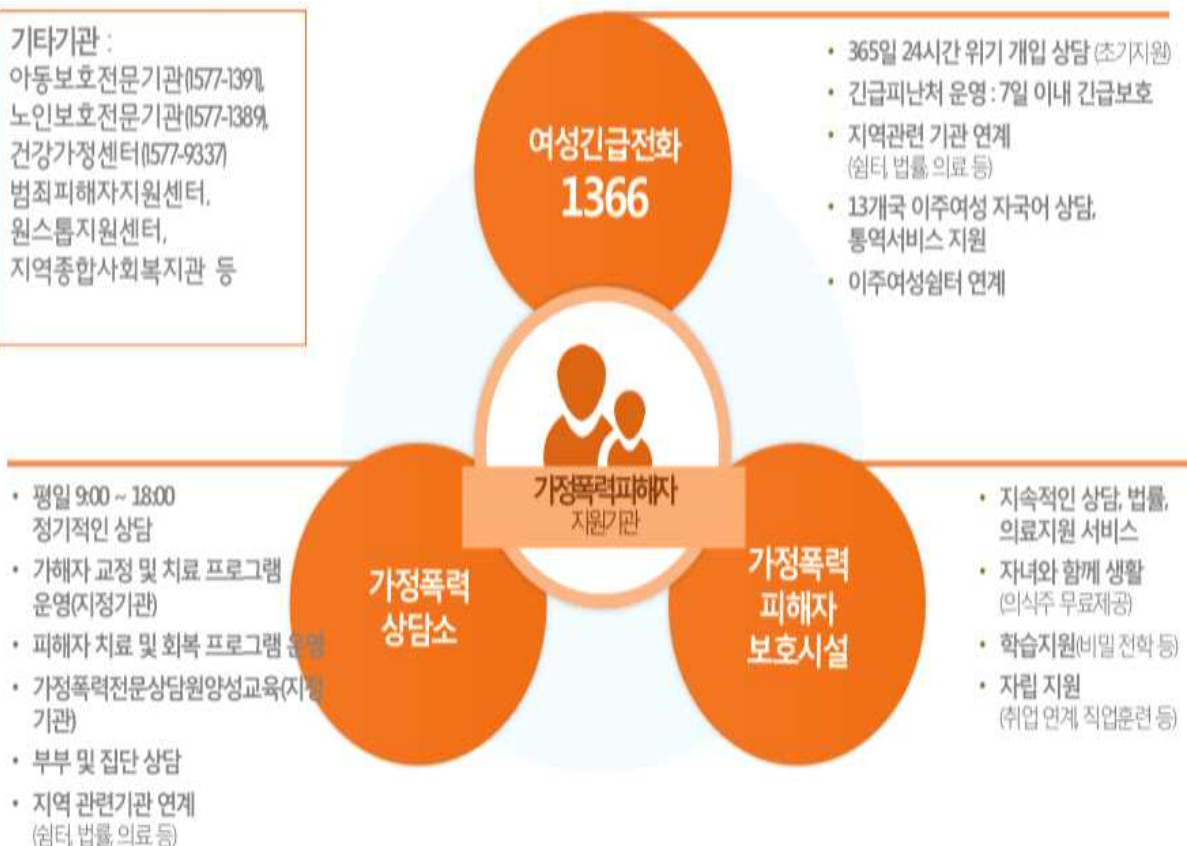 기타기관 :
아동보호전문기관(1577-1391),
노인보호전문기관(1577-1389),
건강가정센터(1577-9337)
범죄피해자지원센터,
원스톱지원센터,
지역종합사회복지관 등
여성긴급전화
1366
• 365일 24시간 위기 개입 상담 (초기지원)
• 긴급피난처 운영 : 7일 이내 긴급보호
• 지역관련 기관 연계
(쉼터, 법률, 의료 등)
• 13개국 이주여성 자국어 상담,
통역서비스 지원
• 이주여성쉼터 연계
가정폭력피해자
지원기관
• 평일 9:00 ~ 18:00
정기적인 상담
• 가해자 교정 및 치료 프로그램
운영(지정기관)
• 피해자 치료 및 회복 프로그램 운영
• 가정폭력전문상담원양성교육(지정
기관)
• 부부 및 집단 상담
• 지역 관련기관 연계
(쉼터, 법률, 의료 등)
가정폭력
상담소
가정폭력
피해자
보호시설
• 지속적인 상담, 법률,
의료지원 서비스
• 자녀와 함께 생활
(의식주 무료제공)
• 학습지원(비밀 전학 등)
• 자립 지원
(취업 연계, 직업훈련 등)